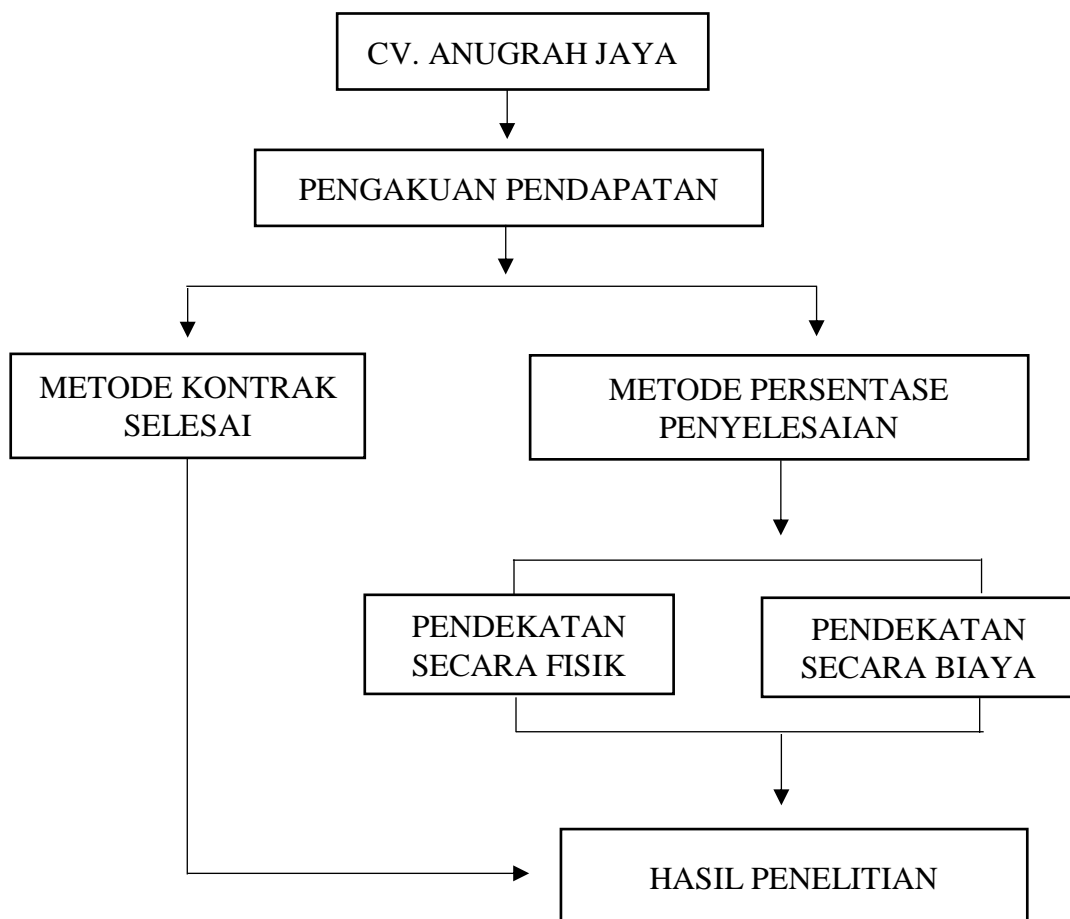 CV. ANUGRAH JAYA
PENGAKUAN PENDAPATAN
METODE KONTRAK
SELESAI
METODE PERSENTASE
PENYELESAIAN
PENDEKATAN
SECARA FISIK
PENDEKATAN
SECARA BIAYA
HASIL PENELITIAN